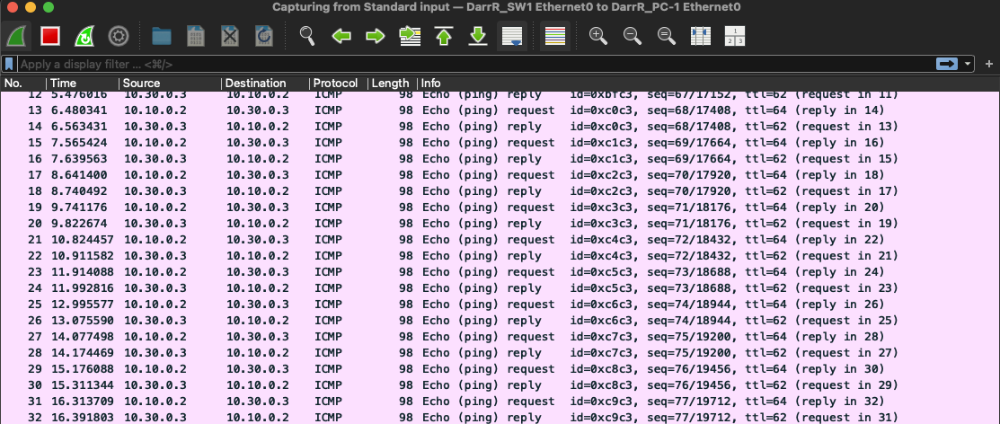 Capturing from Standard input — DarrR_SW1 Ethernet0 to DarrR_PC-1 Ethernet0
Apply a display filter ... <⌘/>
No. Time Source Destination Protocol Length Info
12 5.476016 10.30.0.3 10.10.0.2 ICMP 98 Echo (ping) reply id=0xbfc3, seq=67/17152, ttl=62 (request in 11)
13 6.480341 10.10.0.2 10.30.0.3 ICMP 98 Echo (ping) request id=0xc0c3, seq=68/17408, ttl=64 (reply in 14)
14 6.563431 10.30.0.3 10.10.0.2 ICMP 98 Echo (ping) reply id=0xc0c3, seq=68/17408, ttl=62 (request in 13)
15 7.565424 10.10.0.2 10.30.0.3 ICMP 98 Echo (ping) request id=0xc1c3, seq=69/17664, ttl=64 (reply in 16)
16 7.639563 10.30.0.3 10.10.0.2 ICMP 98 Echo (ping) reply id=0xc1c3, seq=69/17664, ttl=62 (request in 15)
17 8.641400 10.10.0.2 10.30.0.3 ICMP 98 Echo (ping) request id=0xc2c3, seq=70/17920, ttl=64 (reply in 18)
18 8.740492 10.30.0.3 10.10.0.2 ICMP 98 Echo (ping) reply id=0xc2c3, seq=70/17920, ttl=62 (request in 17)
19 9.741176 10.10.0.2 10.30.0.3 ICMP 98 Echo (ping) request id=0xc3c3, seq=71/18176, ttl=64 (reply in 20)
20 9.822674 10.30.0.3 10.10.0.2 ICMP 98 Echo (ping) reply id=0xc3c3, seq=71/18176, ttl=62 (request in 19)
21 10.824457 10.10.0.2 10.30.0.3 ICMP 98 Echo (ping) request id=0xc4c3, seq=72/18432, ttl=64 (reply in 22)
22 10.911582 10.30.0.3 10.10.0.2 ICMP 98 Echo (ping) reply id=0xc4c3, seq=72/18432, ttl=62 (request in 21)
23 11.914088 10.10.0.2 10.30.0.3 ICMP 98 Echo (ping) request id=0xc5c3, seq=73/18688, ttl=64 (reply in 24)
24 11.992816 10.30.0.3 10.10.0.2 ICMP 98 Echo (ping) reply id=0xc5c3, seq=73/18688, ttl=62 (request in 23)
25 12.995577 10.10.0.2 10.30.0.3 ICMP 98 Echo (ping) request id=0xc6c3, seq=74/18944, ttl=64 (reply in 26)
26 13.075590 10.30.0.3 10.10.0.2 ICMP 98 Echo (ping) reply id=0xc6c3, seq=74/18944, ttl=62 (request in 25)
27 14.077498 10.10.0.2 10.30.0.3 ICMP 98 Echo (ping) request id=0xc7c3, seq=75/19200, ttl=64 (reply in 28)
28 14.174469 10.30.0.3 10.10.0.2 ICMP 98 Echo (ping) reply id=0xc7c3, seq=75/19200, ttl=62 (request in 27)
29 15.176088 10.10.0.2 10.30.0.3 ICMP 98 Echo (ping) request id=0xc8c3, seq=76/19456, ttl=64 (reply in 30)
30 15.311344 10.30.0.3 10.10.0.2 ICMP 98 Echo (ping) reply id=0xc8c3, seq=76/19456, ttl=62 (request in 29)
31 16.313709 10.10.0.2 10.30.0.3 ICMP 98 Echo (ping) request id=0xc9c3, seq=77/19712, ttl=64 (reply in 32)
32 16.391803 10.30.0.3 10.10.0.2 ICMP 98 Echo (ping) reply id=0xc9c3, seq=77/19712, ttl=62 (request in 31)